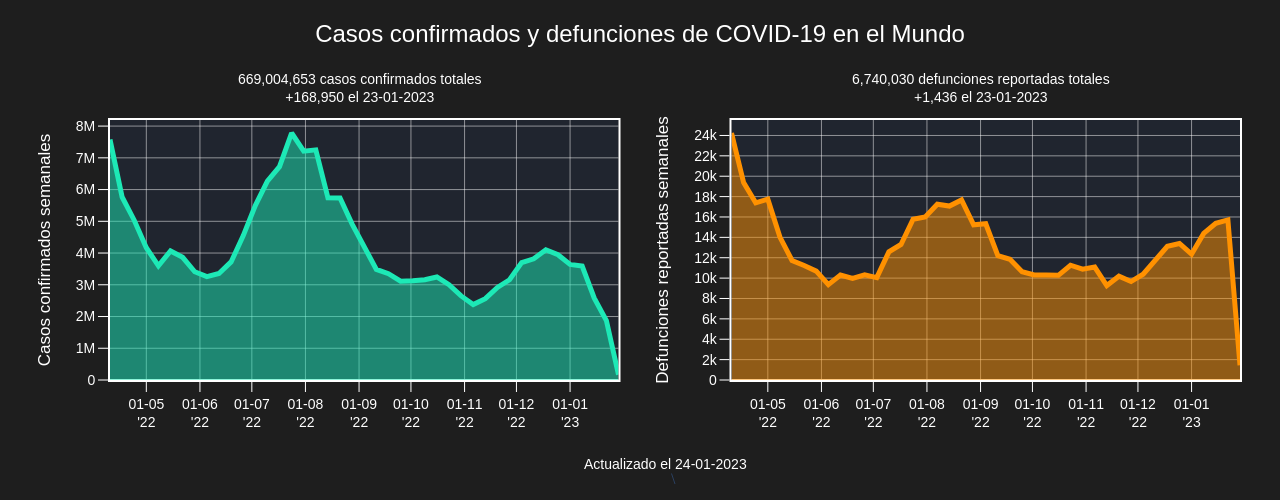 Casos confirmados y defunciones de COVID-19 en el Mundo
669,004,653 casos confirmados totales
+168,950 el 23-01-2023
Casos confirmados semanales
8M
7M
6M
5M
4M
3M
2M
1M
0
01-05 01-06 01-07 01-08 01-09 01-10 01-11 01-12 01-01
'22 '22 '22 '22 '22 '22 '22 '22 '23
6,740,030 defunciones reportadas totales
+1,436 el 23-01-2023
Defunciones reportadas semanales
24k
22k
20k
18k
16k
14k
12k
10k
8k
6k
4k
2k
0
01-05 01-06 01-07 01-08 01-09 01-10 01-11 01-12 01-01
'22 '22 '22 '22 '22 '22 '22 '22 '23
Actualizado el 24-01-2023
\